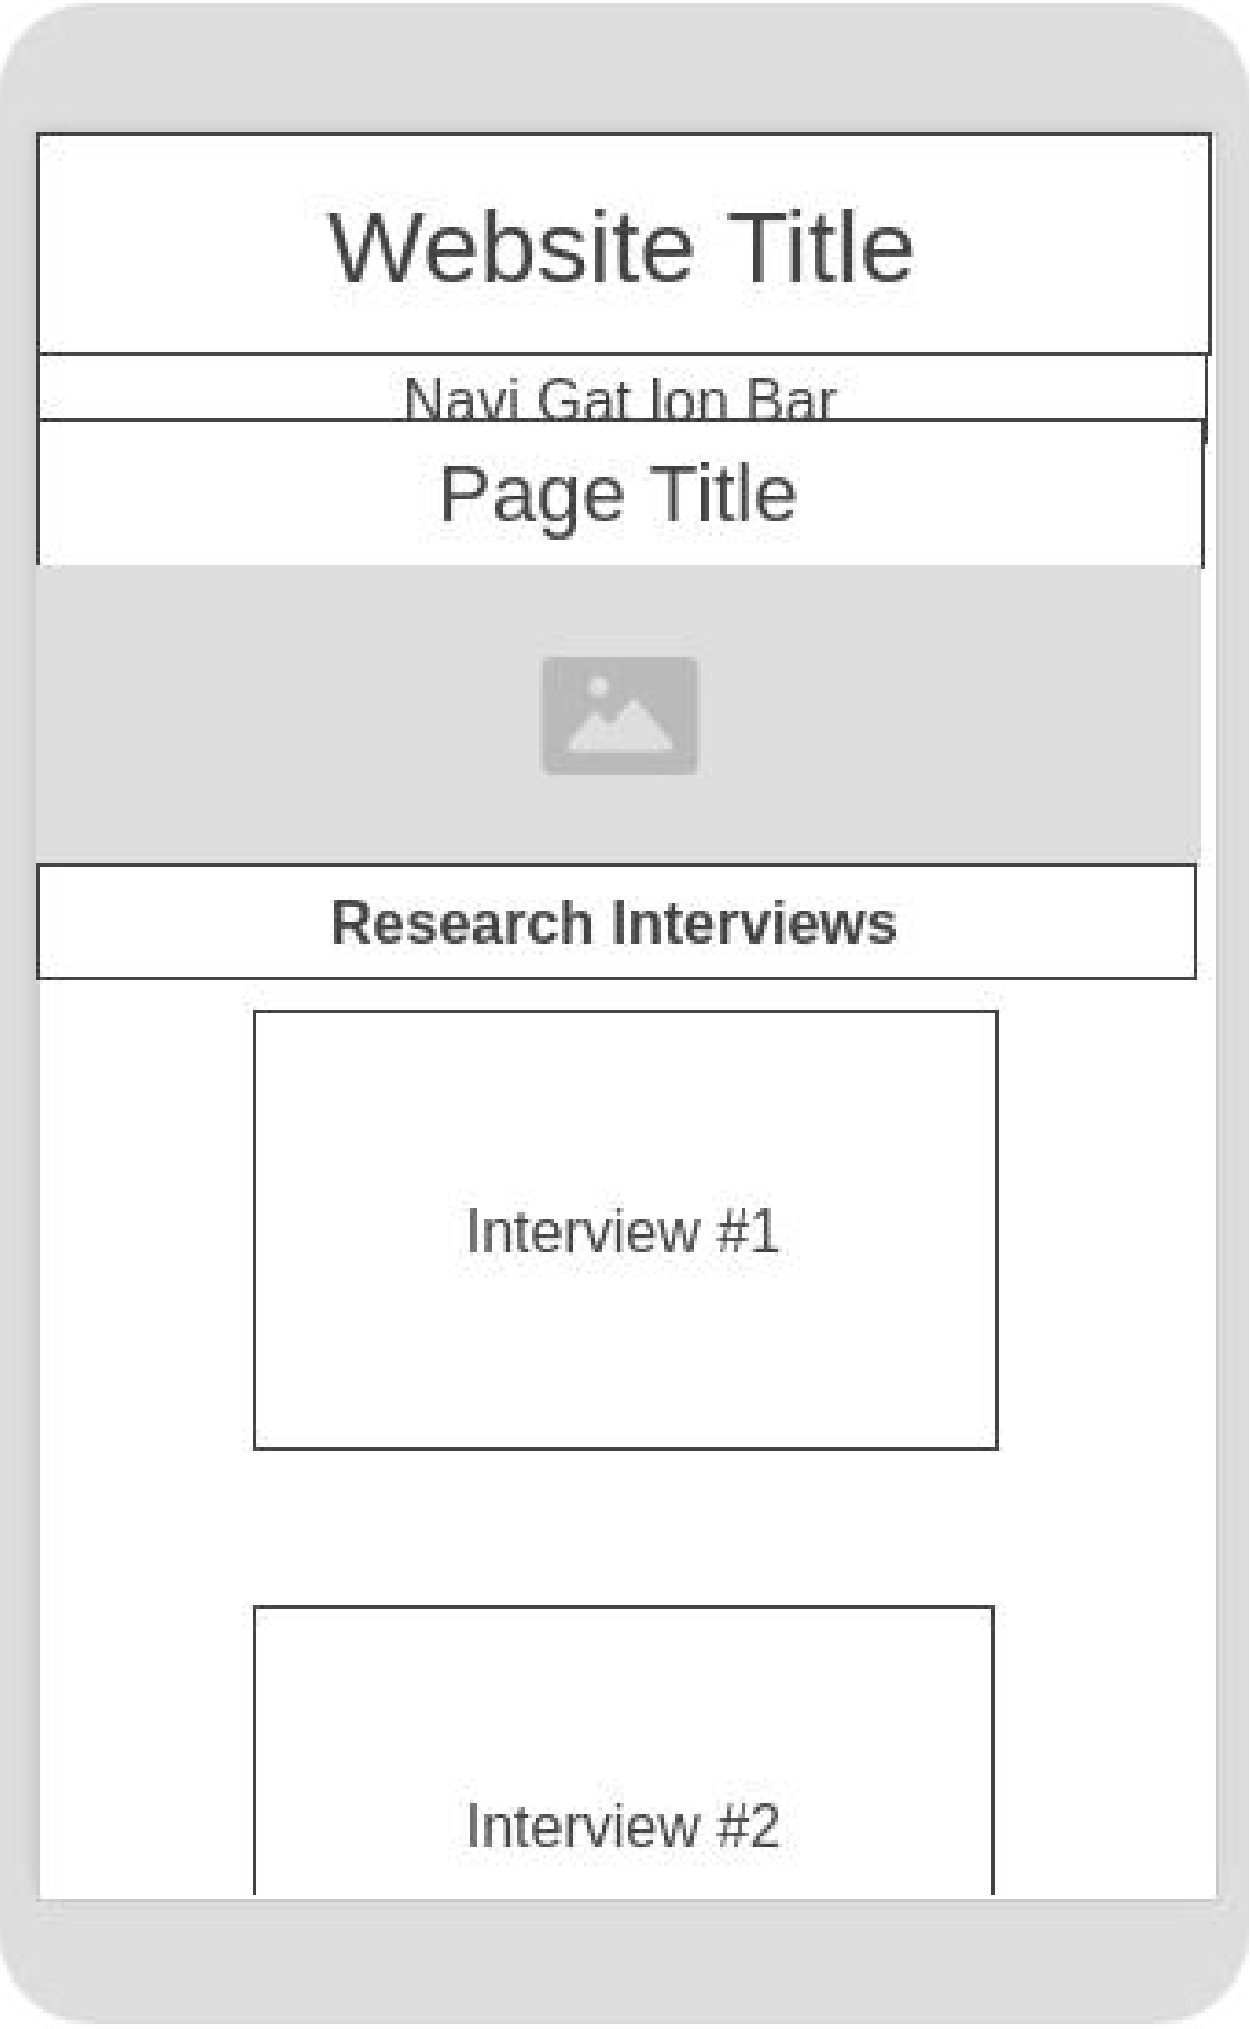 Website Title
Navi Gat Ion Bar
Page Title
Research Interviews
Interview #1
Interview #2